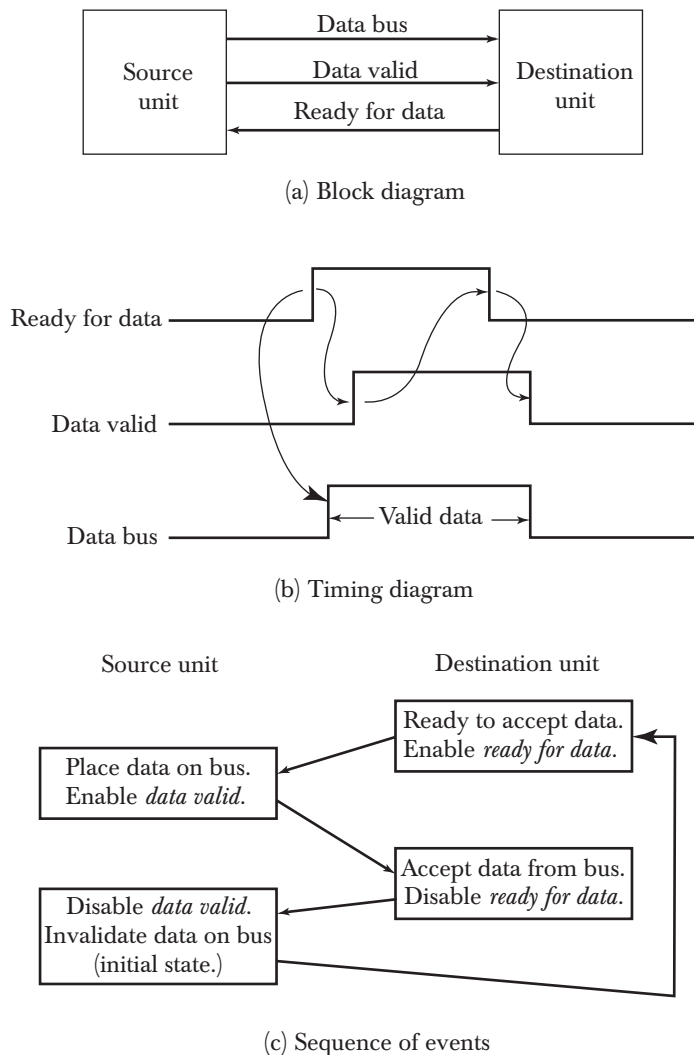 Data bus
Source
unit
Data valid
Destination
unit
Ready for data
(a) Block diagram
Ready for data
Data valid
Valid data
Data bus
(b) Timing diagram
Source unit
Destination unit
Ready to accept data.
Enable ready for data.
Place data on bus.
Enable data valid.
Accept data from bus.
Disable ready for data.
Disable data valid.
Invalidate data on bus
(initial state.)
(c) Sequence of events